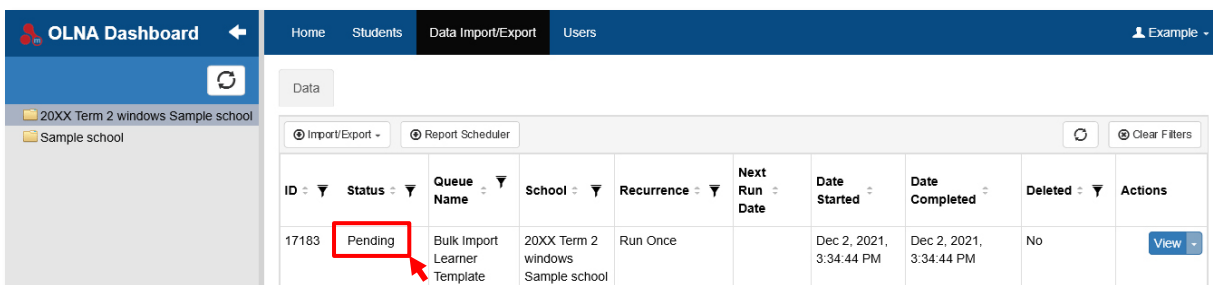 OLNA Dashboard
Home Students Data Import/Export Users Example
Data
20XX Term 2 windows Sample school
Sample school
Import/Export Report Scheduler Clear Filters
ID Status Queue Name School Recurrence Next Run Date Date Started Date Completed Deleted Actions
17183 Pending Bulk Import Learner Template 20XX Term 2 windows Sample school Run Once Dec 2, 2021, 3:34:44 PM Dec 2, 2021, 3:34:44 PM No View